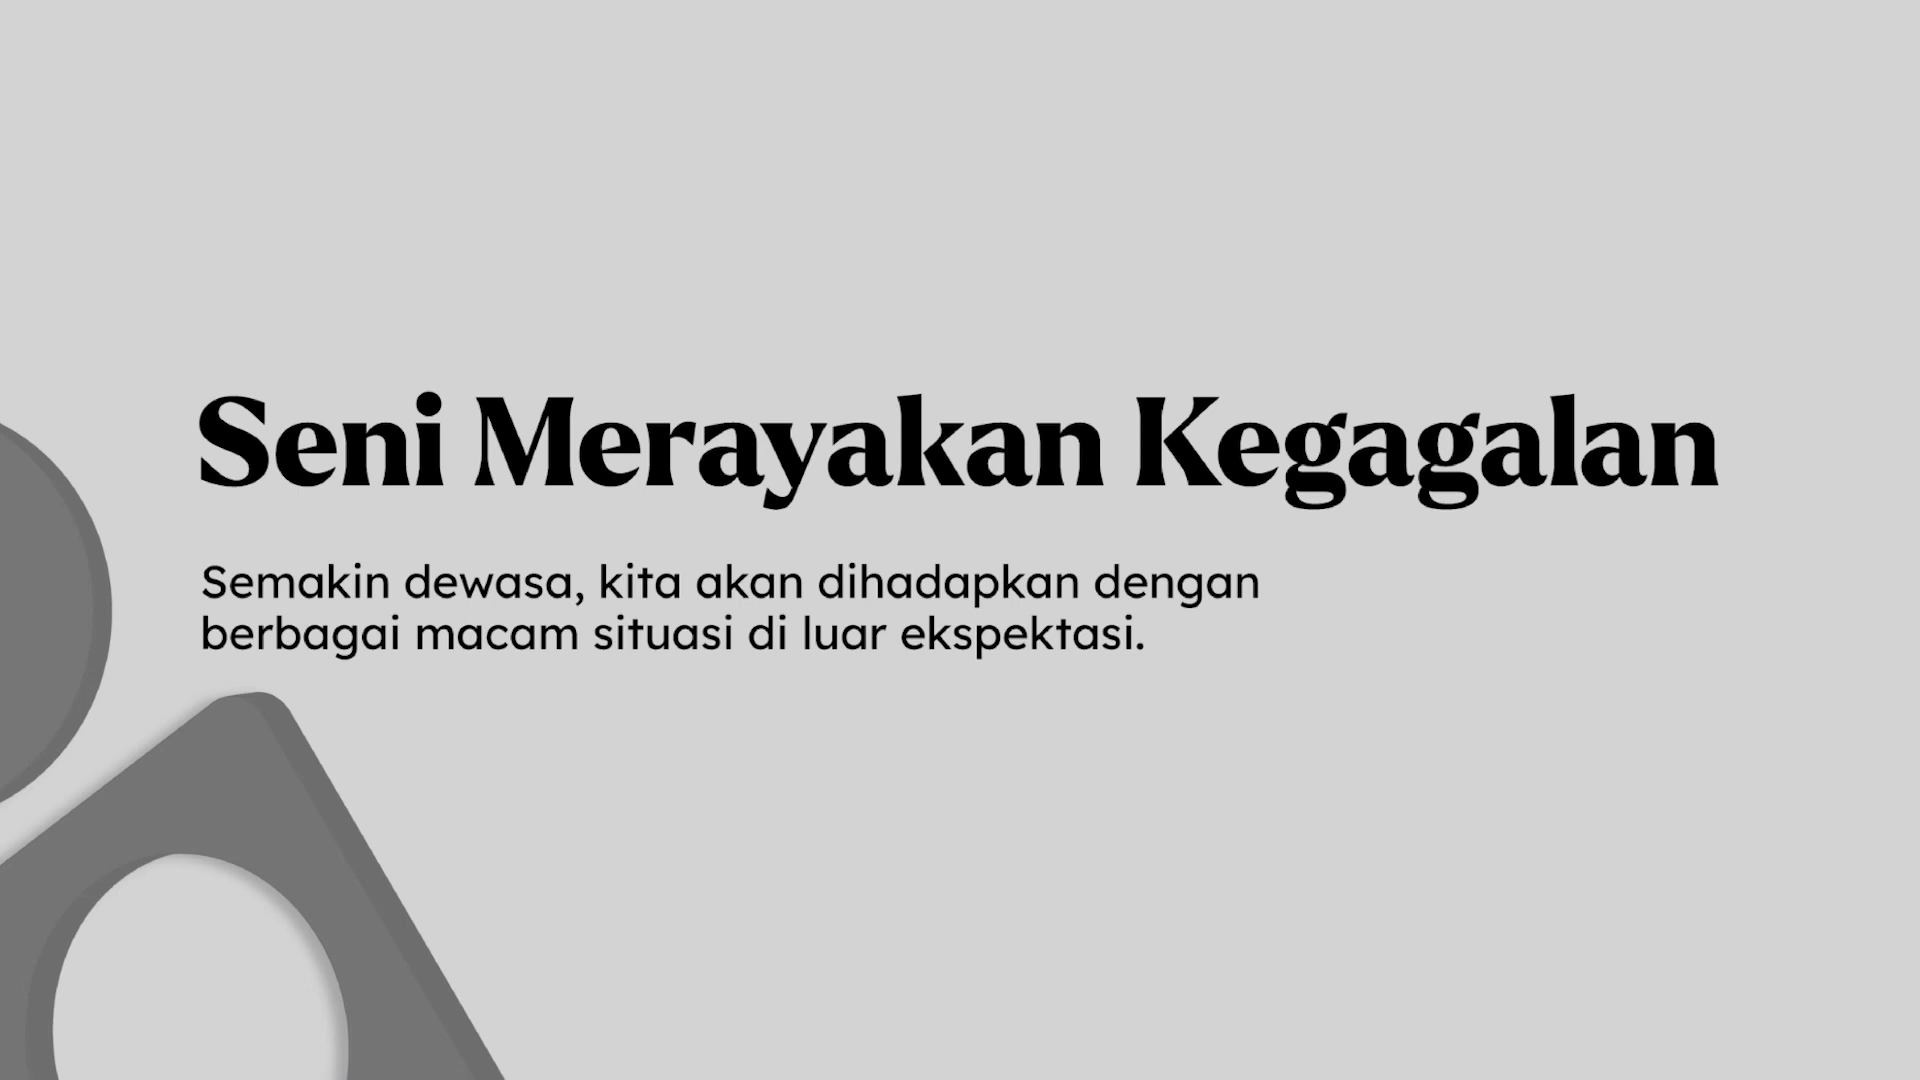 Seni Merayakan Kegagalan
Semakin dewasa, kita akan dihadapkan dengan
berbagai macam situasi di luar ekspektasi.